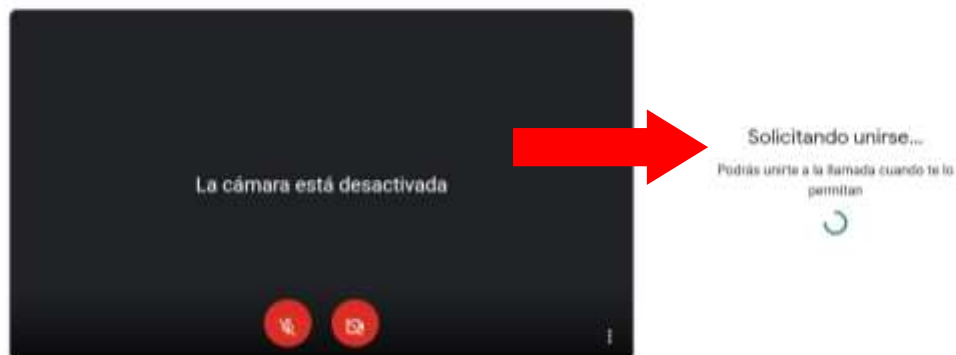 La cámara está desactivada
Solicitando unirse...
Podrás unirte a la llamada cuando te lo
permitan